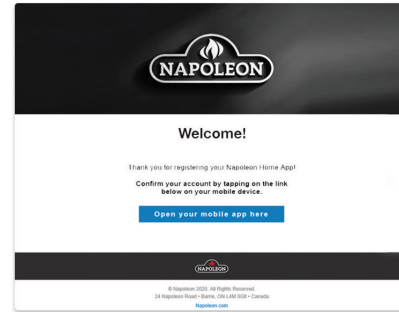 NAPOLEON
Welcome!
Thank you for registering your Napoleon Home App!
Confirm your account by tapping on the link
below on your mobile device.
Open your mobile app here
NAPOLEON
© Napoleon 2020. All Rights Reserved.
24 Napoleon Road • Barrie, ON L4M 0G8 • Canada
Napoleon.com